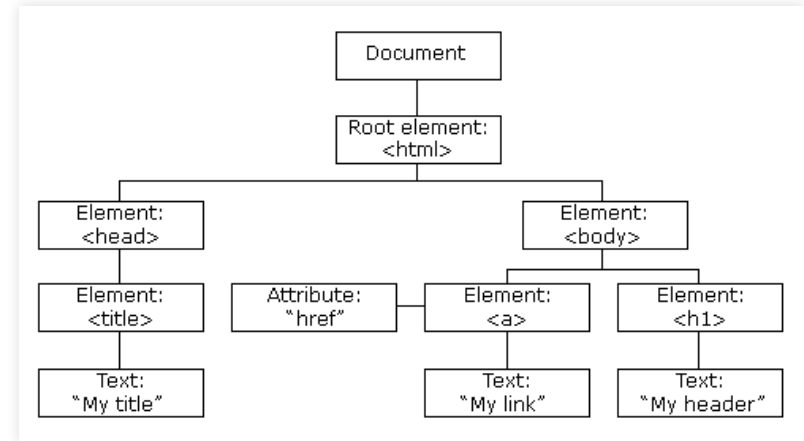 Document
Root element:
<html>
Element:
<head>
Element:
<body>
Element:
<title>
Attribute:
“href”
Element:
<a>
Element:
<h1>
Text:
“My title”
Text:
“My link”
Text:
“My header”